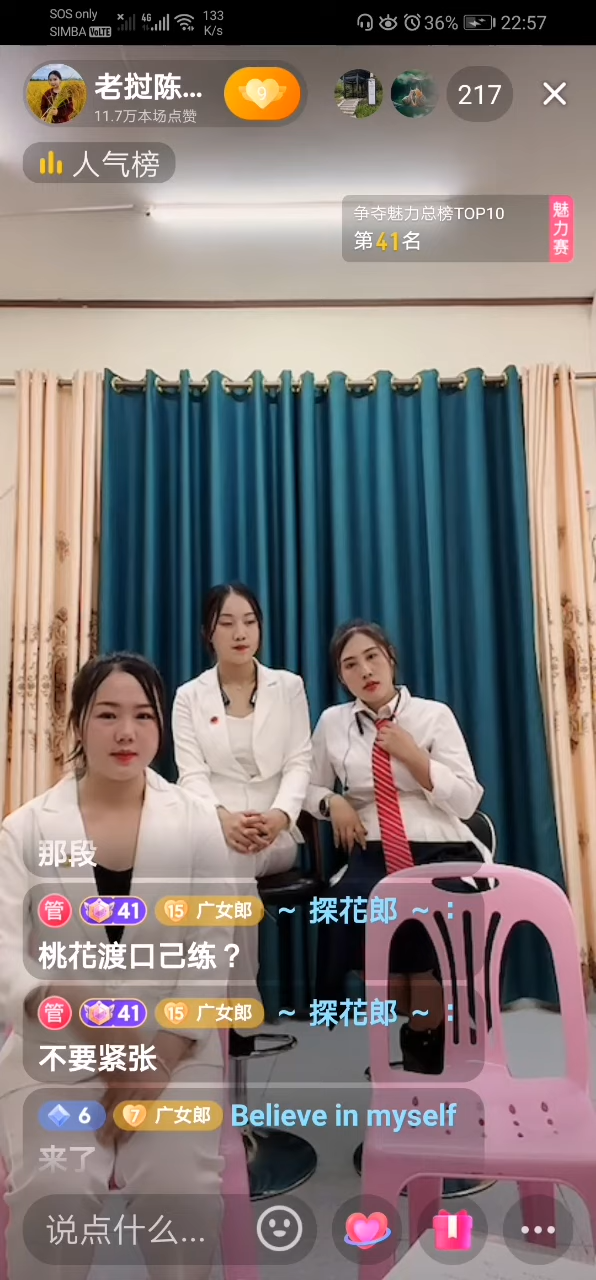 SOS only
SIMBA VoLTE
4G
133
K/s
36%
22:57
老挝陈...
11.7万本场点赞
9
217
人气榜
争夺魅力总榜TOP10
第41名
魅力赛
那段
管 41 15 广女郎 ~ 探花郎 ~ :
桃花渡口己练？
管 41 15 广女郎 ~ 探花郎 ~ :
不要紧张
6 7 广女郎 Believe in myself
来了
说点什么...